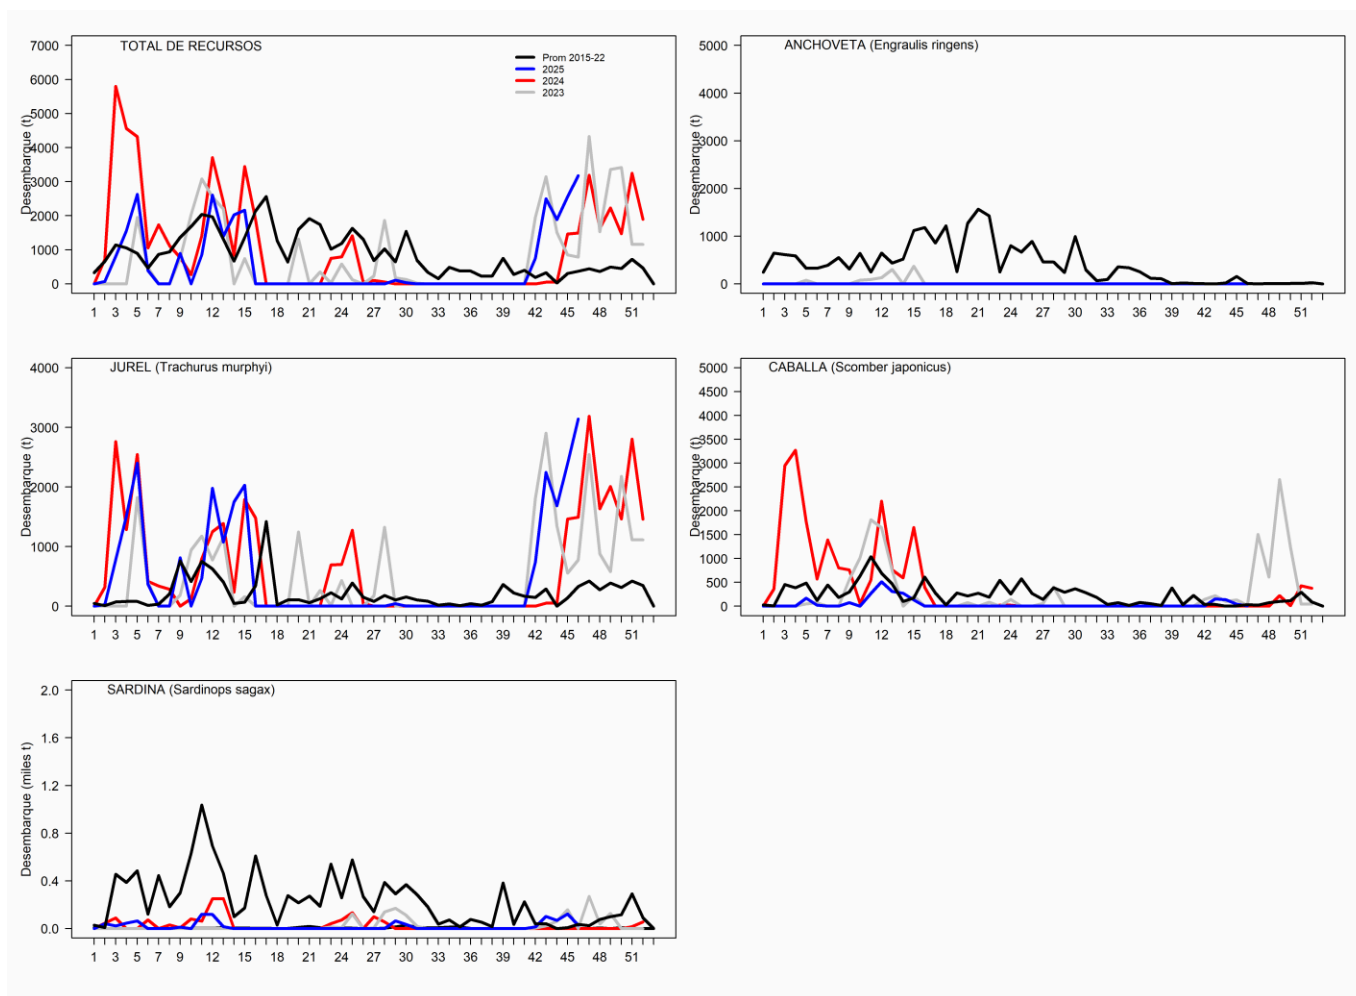 TOTAL DE RECURSOS
Desembarque (t)
7000
6000
5000
4000
3000
2000
1000
0
Prom 2015-22
2025
2024
2023
1 3 5 7 9 12 15 18 21 24 27 30 33 36 39 42 45 48 51
ANCHOVETA (Engraulis ringens)
Desembarque (t)
5000
4000
3000
2000
1000
0
1 3 5 7 9 12 15 18 21 24 27 30 33 36 39 42 45 48 51
JUREL (Trachurus murphyi)
Desembarque (t)
4000
3000
2000
1000
0
1 3 5 7 9 12 15 18 21 24 27 30 33 36 39 42 45 48 51
CABALLA (Scomber japonicus)
Desembarque (t)
5000
4500
4000
3500
3000
2500
2000
1500
1000
500
0
1 3 5 7 9 12 15 18 21 24 27 30 33 36 39 42 45 48 51
SARDINA (Sardinops sagax)
Desembarque (miles t)
2.0
1.6
1.2
0.8
0.4
0.0
1 3 5 7 9 12 15 18 21 24 27 30 33 36 39 42 45 48 51